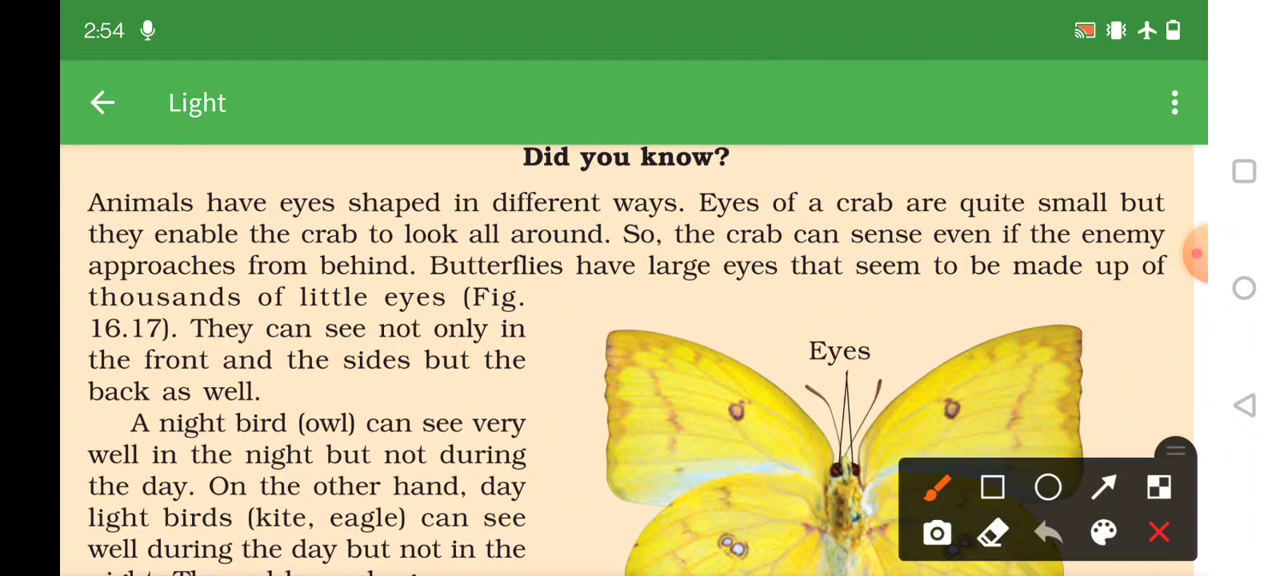 2:54
Light
Did you know?
Animals have eyes shaped in different ways. Eyes of a crab are quite small but
they enable the crab to look all around. So, the crab can sense even if the enemy
approaches from behind. Butterflies have large eyes that seem to be made up of
thousands of little eyes (Fig.
16.17). They can see not only in
the front and the sides but the
back as well.
Eyes
A night bird (owl) can see very
well in the night but not during
the day. On the other hand, day
light birds (kite, eagle) can see
well during the day but not in the